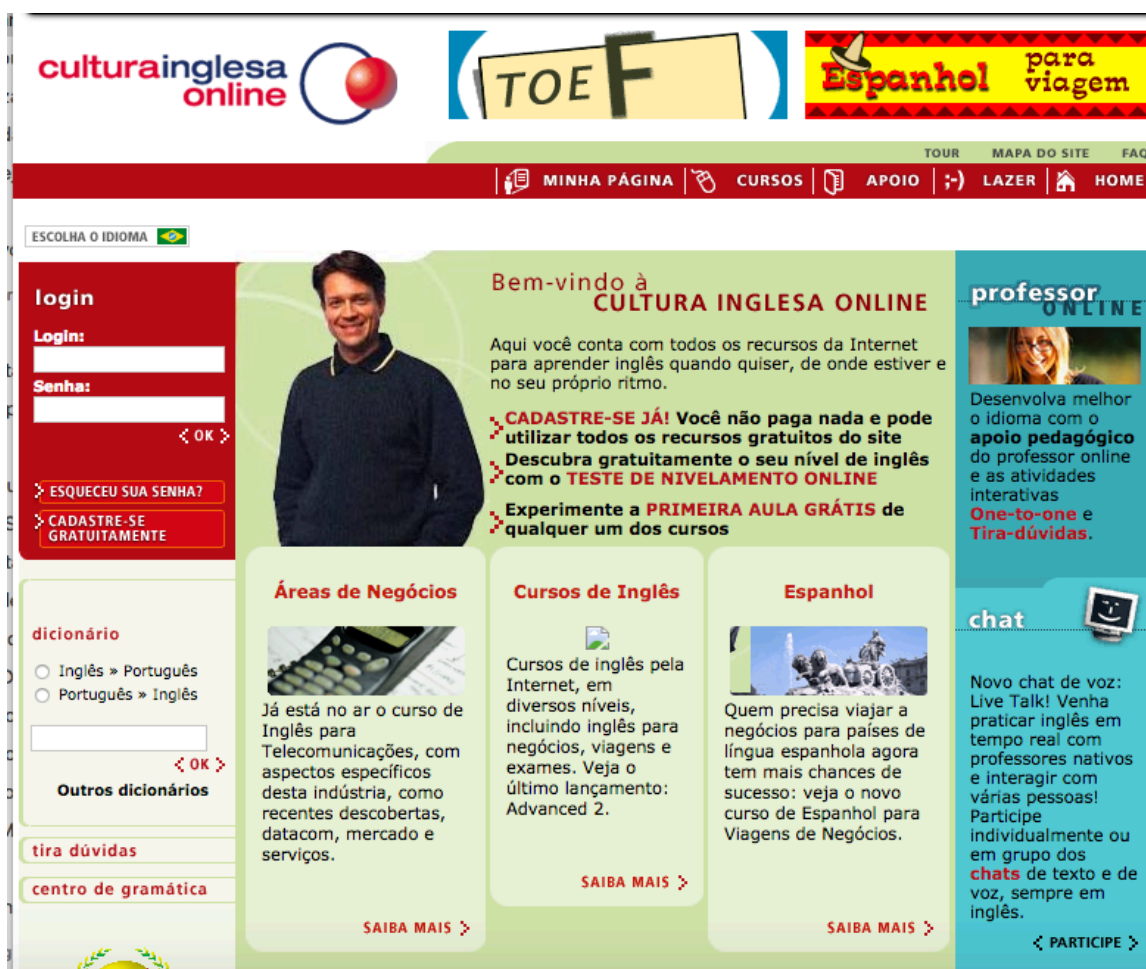 culturainglesa
online
TOEF
Espanhol
para
viagem
TOUR MAPA DO SITE FAQ
MINHA PÁGINA CURSOS APOIO ;-) LAZER HOME
ESCOLHA O IDIOMA
login
Login:
Senha:
OK
ESQUECEU SUA SENHA?
CADASTRE-SE
GRATUITAMENTE
dicionário
Inglês » Português
Português » Inglês
OK
Outros dicionários
tira dúvidas
centro de gramática
Bem-vindo à
CULTURA INGLESA ONLINE
Aqui você conta com todos os recursos da Internet
para aprender inglês quando quiser, de onde estiver e
no seu próprio ritmo.
CADASTRE-SE JÁ! Você não paga nada e pode
utilizar todos os recursos gratuitos do site
Descubra gratuitamente o seu nível de inglês
com o TESTE DE NIVELAMENTO ONLINE
Experimente a PRIMEIRA AULA GRÁTIS de
qualquer um dos cursos
Áreas de Negócios
Já está no ar o curso de
Inglês para
Telecomunicações, com
aspectos específicos
desta indústria, como
recentes descobertas,
datacom, mercado e
serviços.
SAIBA MAIS
Cursos de Inglês
Cursos de inglês pela
Internet, em
diversos níveis,
incluindo inglês para
negócios, viagens e
exames. Veja o
último lançamento:
Advanced 2.
SAIBA MAIS
Espanhol
Quem precisa viajar a
negócios para países de
língua espanhola agora
tem mais chances de
sucesso: veja o novo
curso de Espanhol para
Viagens de Negócios.
SAIBA MAIS
professor
ONLINE
Desenvolva melhor
o idioma com o
apoio pedagógico
do professor online
e as atividades
interativas
One-to-one e
Tira-dúvidas.
chat
Novo chat de voz:
Live Talk! Venha
praticar inglês em
tempo real com
professores nativos
e interagir com
várias pessoas!
Participe
individualmente ou
em grupo dos
chats de texto e de
voz, sempre em
inglês.
PARTICIPE